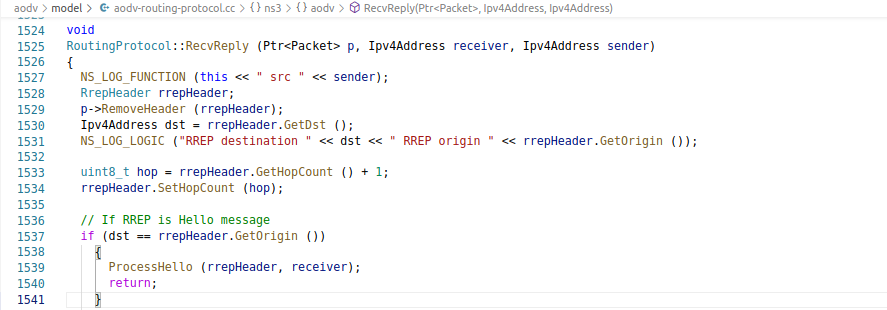 aodv > model > aodv-routing-protocol.cc > {} ns3 > {} aodv > RecvReply(Ptr<Packet>, Ipv4Address, Ipv4Address)
1524 void
1525 RoutingProtocol::RecvReply (Ptr<Packet> p, Ipv4Address receiver, Ipv4Address sender)
1526 {
1527   NS_LOG_FUNCTION (this << " src " << sender);
1528   RrepHeader rrepHeader;
1529   p->RemoveHeader (rrepHeader);
1530   Ipv4Address dst = rrepHeader.GetDst ();
1531   NS_LOG_LOGIC ("RREP destination " << dst << " RREP origin " << rrepHeader.GetOrigin ());
1532
1533   uint8_t hop = rrepHeader.GetHopCount () + 1;
1534   rrepHeader.SetHopCount (hop);
1535
1536   // If RREP is Hello message
1537   if (dst == rrepHeader.GetOrigin ())
1538     {
1539       ProcessHello (rrepHeader, receiver);
1540       return;
1541     }